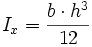 I_x = \frac{b \cdot h^3}{12}